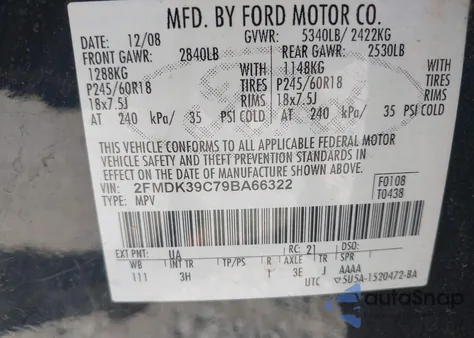 MFD. BY FORD MOTOR CO.
DATE: 12/08 GVWR: 5340LB/ 2422KG
FRONT GAWR: 2840LB REAR GAWR: 2530LB
1288KG WITH 1148KG WITH
P245/60R18 TIRES P245/60R18 TIRES
18x7.5J RIMS 18x7.5J RIMS
AT 240 kPa/ 35 PSI COLD AT 240 kPa/ 35 PSI COLD
THIS VEHICLE CONFORMS TO ALL APPLICABLE FEDERAL MOTOR
VEHICLE SAFETY AND BUMPER AND THEFT PREVENTION STANDARDS IN
EFFECT ON THE DATE OF MANUFACTURE SHOWN ABOVE.
VIN: 2FMDK39C79BA66322 F0108
TYPE: MPV T0438
EXT PNT: UA RC: 21 DSO:
WB INT TR TP/PS R AXLE TR SPR
111 3H 1 3E J AAAA
UTC 5U5A-1520472-BA
autoSnap